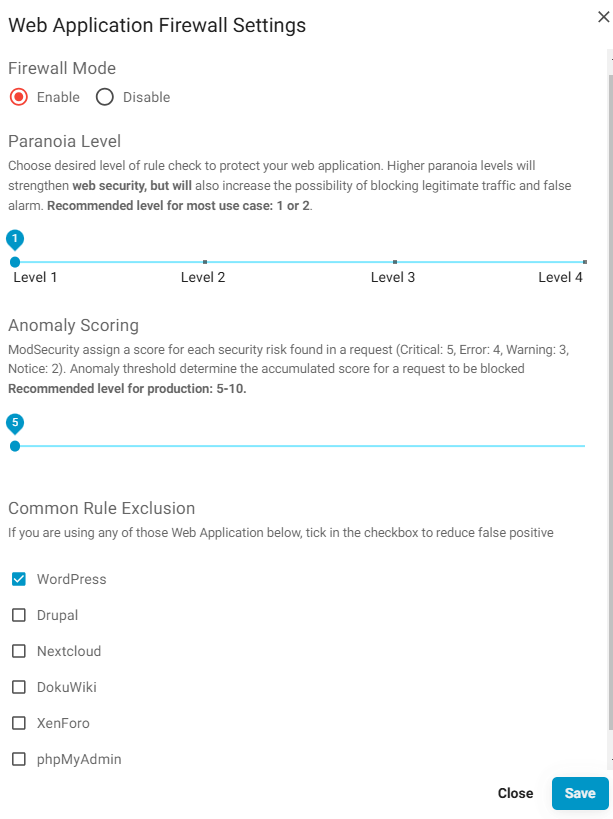 Web Application Firewall Settings
Firewall Mode
Enable Disable
Paranoia Level
Choose desired level of rule check to protect your web application. Higher paranoia levels will
strengthen web security, but will also increase the possibility of blocking legitimate traffic and false
alarm. Recommended level for most use case: 1 or 2.
1
Level 1 Level 2 Level 3 Level 4
Anomaly Scoring
ModSecurity assign a score for each security risk found in a request (Critical: 5, Error: 4, Warning: 3,
Notice: 2). Anomaly threshold determine the accumulated score for a request to be blocked
Recommended level for production: 5-10.
5
Common Rule Exclusion
If you are using any of those Web Application below, tick in the checkbox to reduce false positive
WordPress
Drupal
Nextcloud
DokuWiki
XenForo
phpMyAdmin
Close Save